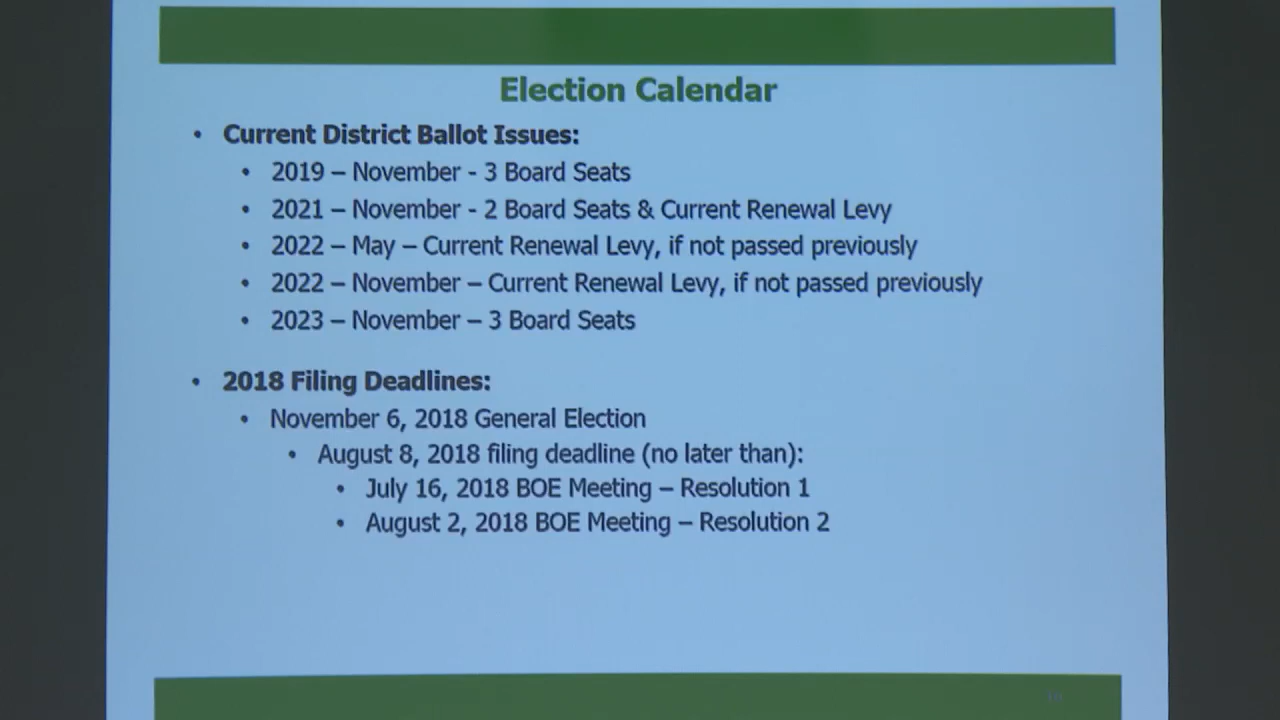 Election Calendar
• Current District Ballot Issues:
• 2019 – November - 3 Board Seats
• 2021 – November - 2 Board Seats & Current Renewal Levy
• 2022 – May – Current Renewal Levy, if not passed previously
• 2022 – November – Current Renewal Levy, if not passed previously
• 2023 – November – 3 Board Seats
• 2018 Filing Deadlines:
• November 6, 2018 General Election
• August 8, 2018 filing deadline (no later than):
• July 16, 2018 BOE Meeting – Resolution 1
• August 2, 2018 BOE Meeting – Resolution 2